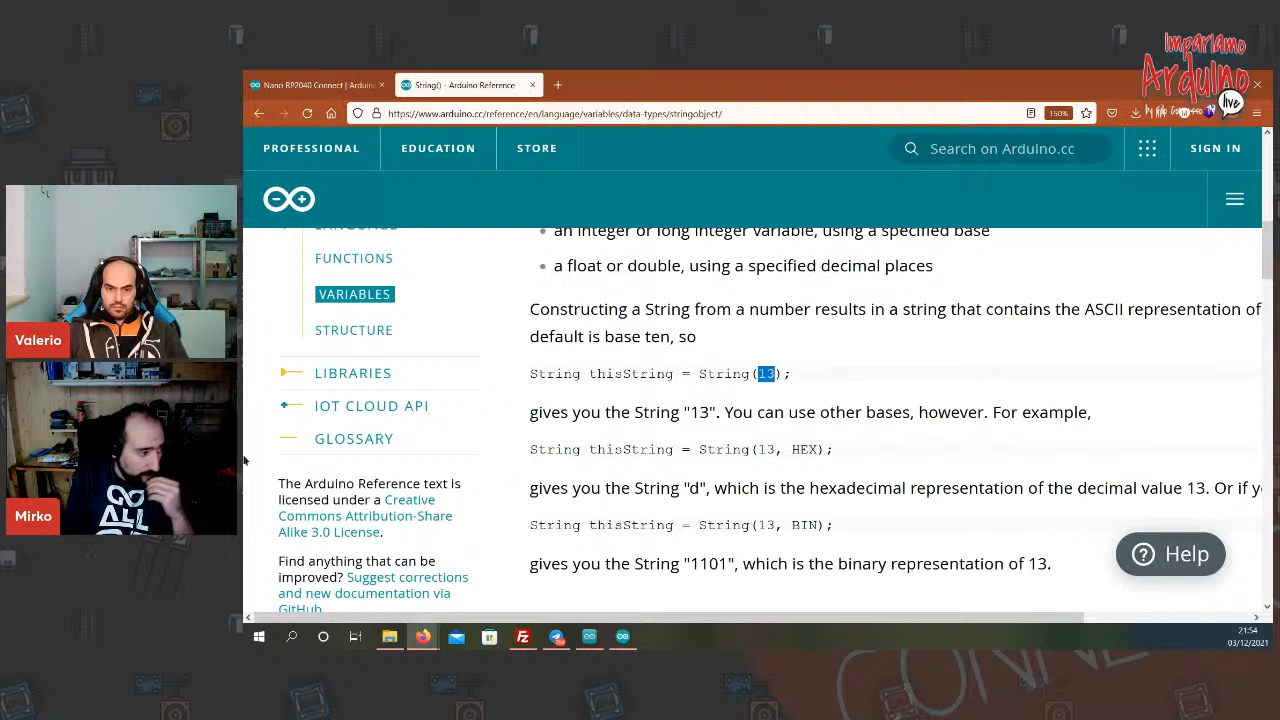 Impariamo
Arduino
live
Nano RP2040 Connect | Arduin
String() - Arduino Reference
https://www.arduino.cc/reference/en/language/variables/data-types/stringobject/
150%
PROFESSIONAL
EDUCATION
STORE
Search on Arduino.cc
SIGN IN
LANGUAGE
FUNCTIONS
VARIABLES
STRUCTURE
LIBRARIES
IOT CLOUD API
GLOSSARY
The Arduino Reference text is
licensed under a Creative
Commons Attribution-Share
Alike 3.0 License.
Find anything that can be
improved? Suggest corrections
and new documentation via
GitHub.
an integer or long integer variable, using a specified base
a float or double, using a specified decimal places
Constructing a String from a number results in a string that contains the ASCII representation of
default is base ten, so
String thisString = String(13);
gives you the String "13". You can use other bases, however. For example,
String thisString = String(13, HEX);
gives you the String "d", which is the hexadecimal representation of the decimal value 13. Or if yo
String thisString = String(13, BIN);
gives you the String "1101", which is the binary representation of 13.
Help
Valerio
Mirko
21:54
03/12/2021
CONNE